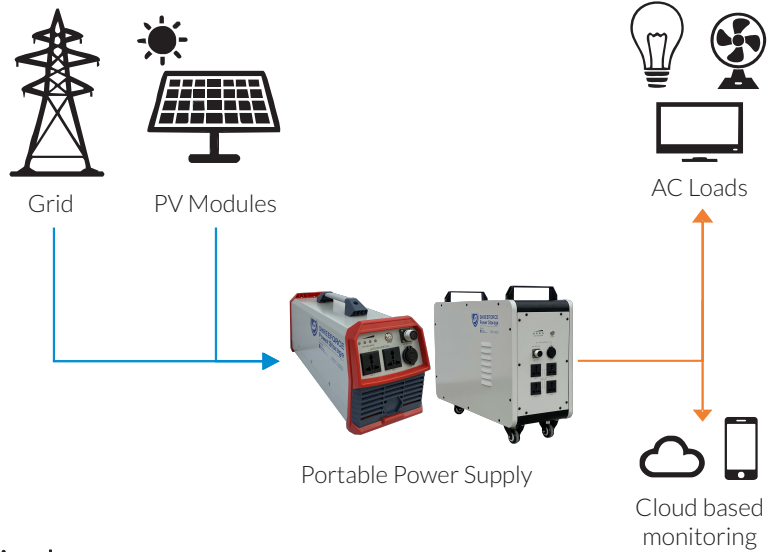 Grid
PV Modules
AC Loads
Portable Power Supply
Cloud based
monitoring